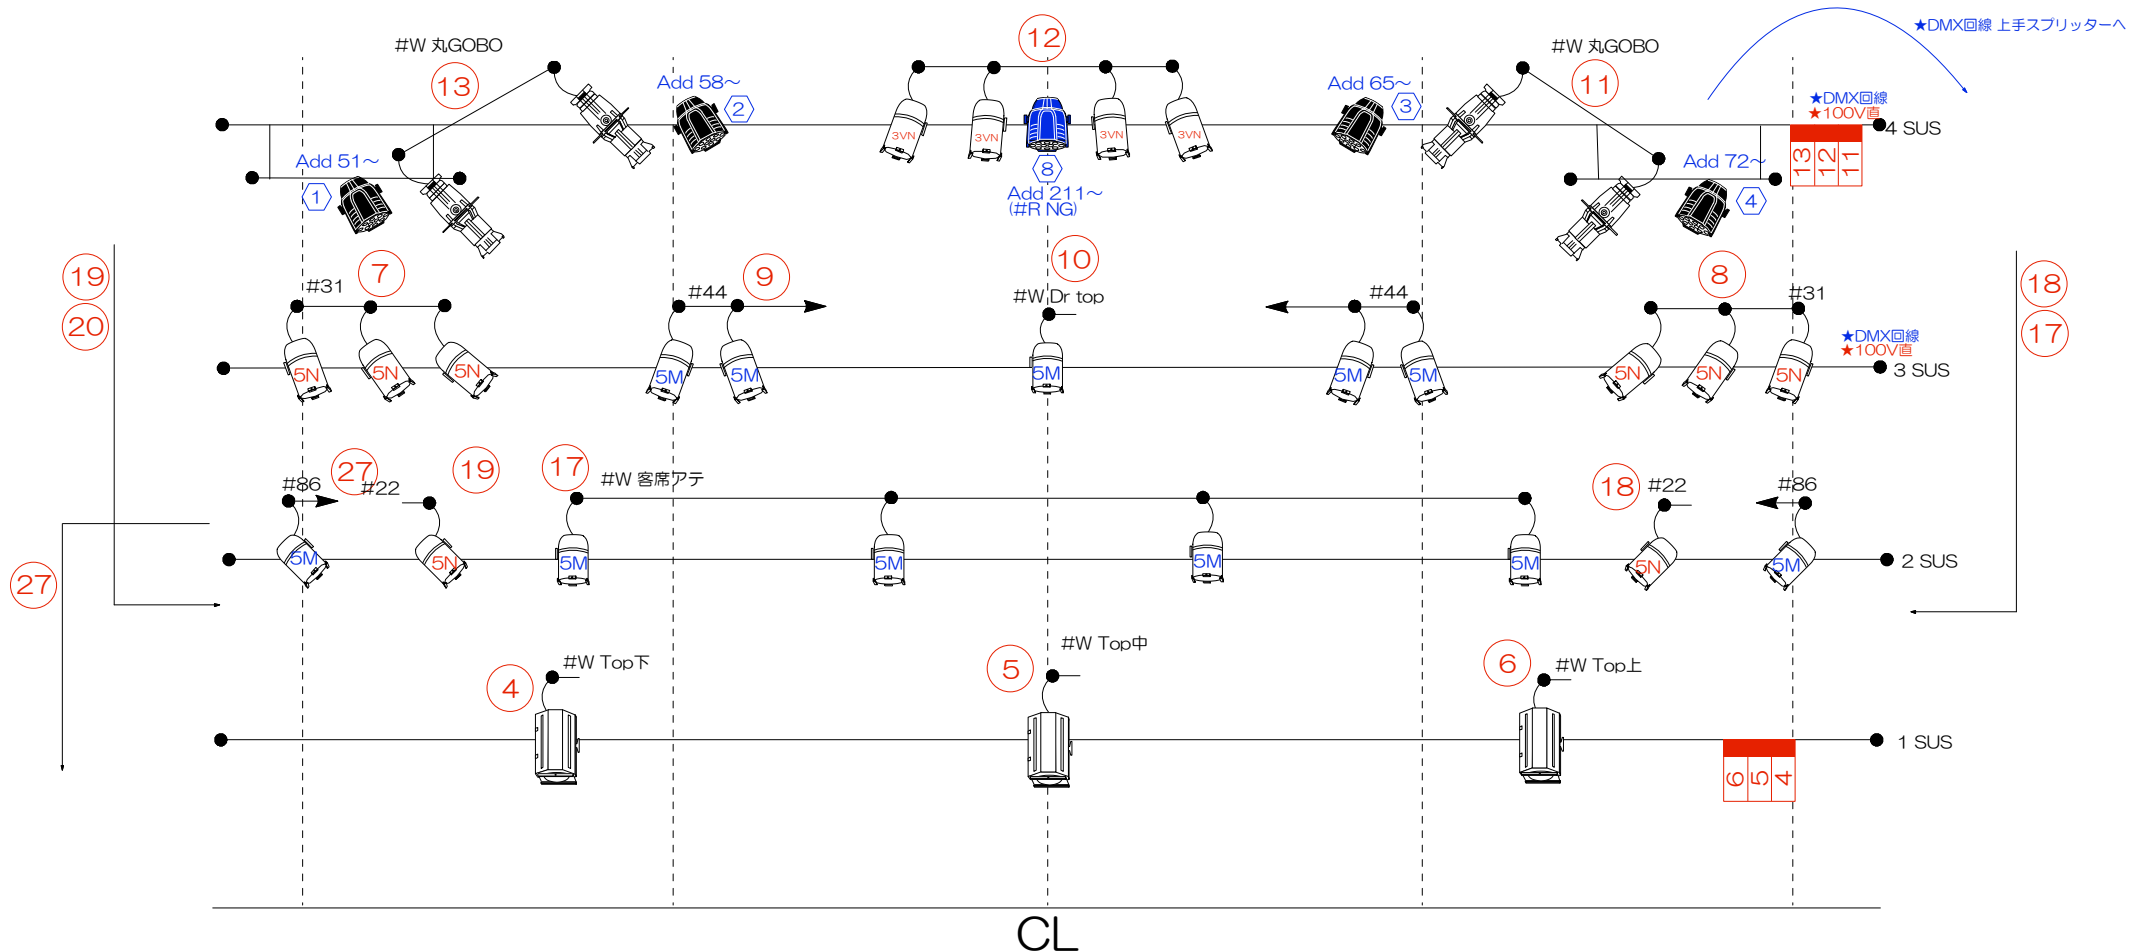 ★DMX回線 上手スプリッターへ
#W 丸GOBO
12
#W 丸GOBO
13
Add 58～
2
Add 65～
3
11
★DMX回線
★100V直
4 SUS
3VN
3VN
3VN
3VN
13
12
11
Add 51～
1
8
Add 211～
(#R NG)
Add 72～
4
19
20
#31
7
#44
9
10
#W Dr top
#44
8
#31
18
17
★DMX回線
★100V直
3 SUS
5N
5N
5N
5M
5M
5M
5M
5M
5N
5N
5N
#86
27
#22
19
17
#W 客席アテ
18
#22
#86
5M
5N
5M
5M
5M
5M
5N
5M
2 SUS
27
4
#W Top下
5
#W Top中
6
#W Top上
1 SUS
6
5
4
CL